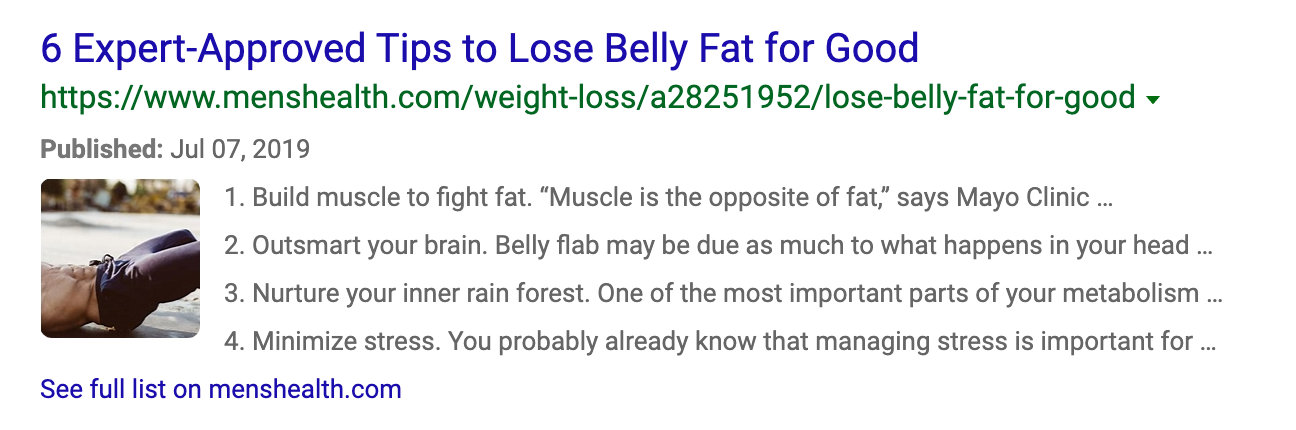 6 Expert-Approved Tips to Lose Belly Fat for Good
https://www.menshealth.com/weight-loss/a28251952/lose-belly-fat-for-good
Published: Jul 07, 2019
1. Build muscle to fight fat. “Muscle is the opposite of fat,” says Mayo Clinic ...
2. Outsmart your brain. Belly flab may be due as much to what happens in your head ...
3. Nurture your inner rain forest. One of the most important parts of your metabolism ...
4. Minimize stress. You probably already know that managing stress is important for ...
See full list on menshealth.com